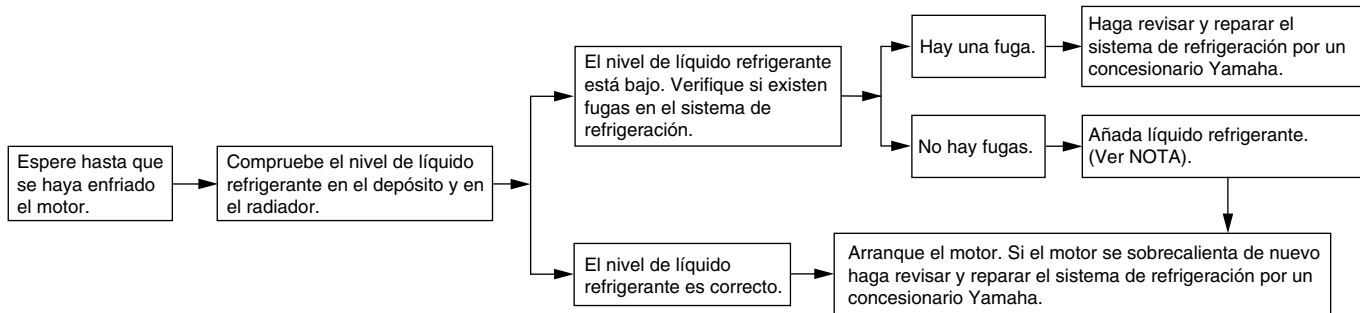 Espere hasta que
se haya enfriado
el motor.
Compruebe el nivel de líquido
refrigerante en el depósito y en
el radiador.
El nivel de líquido refrigerante
está bajo. Verifique si existen
fugas en el sistema de
refrigeración.
Hay una fuga.
Haga revisar y reparar el
sistema de refrigeración por un
concesionario Yamaha.
No hay fugas.
Añada líquido refrigerante.
(Ver NOTA).
El nivel de líquido
refrigerante es correcto.
Arranque el motor. Si el motor se sobrecalienta de nuevo
haga revisar y reparar el sistema de refrigeración por un
concesionario Yamaha.